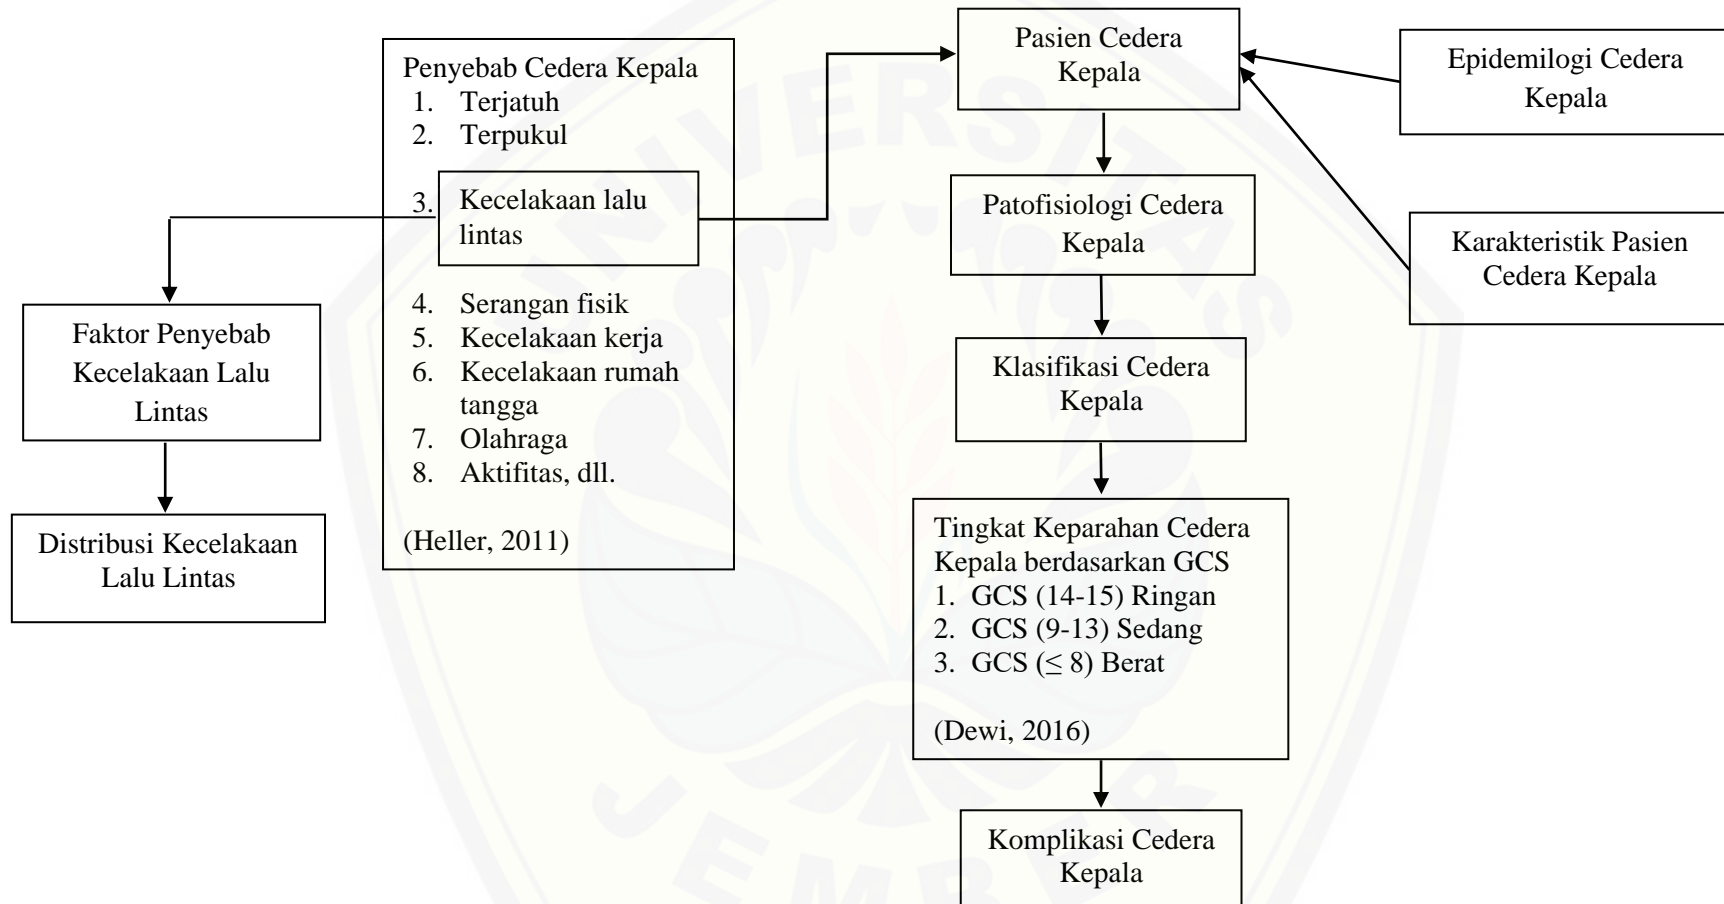 Penyebab Cedera Kepala
1. Terjatuh
2. Terpukul
3. Kecelakaan lalu
lintas
4. Serangan fisik
5. Kecelakaan kerja
6. Kecelakaan rumah
tangga
7. Olahraga
8. Aktifitas, dll.
(Heller, 2011)
Faktor Penyebab
Kecelakaan Lalu
Lintas
Distribusi Kecelakaan
Lalu Lintas
Pasien Cedera
Kepala
Patofisiologi Cedera
Kepala
Klasifikasi Cedera
Kepala
Tingkat Keparahan Cedera
Kepala berdasarkan GCS
1. GCS (14-15) Ringan
2. GCS (9-13) Sedang
3. GCS (≤ 8) Berat
(Dewi, 2016)
Komplikasi Cedera
Kepala
Epidemilogi Cedera
Kepala
Karakteristik Pasien
Cedera Kepala
UNIVERSITAS
JEMBER